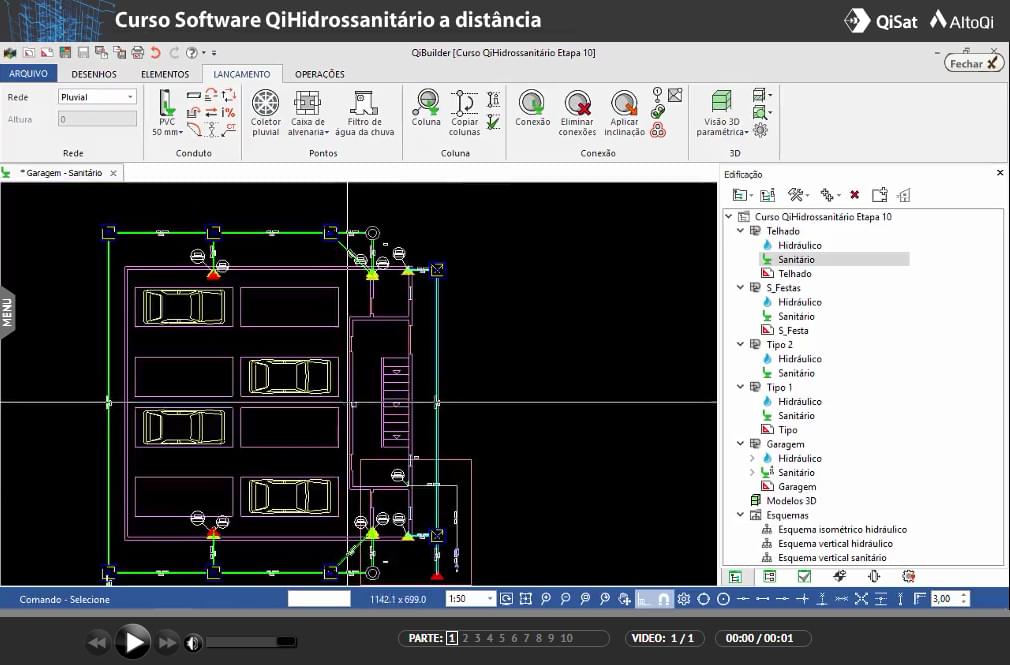 Curso Software QiHidrossanitário a distância
QiSat AltoQi
QiBuilder [Curso QiHidrossanitário Etapa 10]
Fechar
ARQUIVO DESENHOS ELEMENTOS LANÇAMENTO OPERAÇÕES
Rede Pluvial
Altura 0
Rede
PVC
50 mm
Conduto
Coletor
pluvial
Caixa de
alvenaria
Filtro de
água da chuva
Pontos
Coluna
Copiar
colunas
Coluna
Conexão
Eliminar
conexões
Aplicar
inclinação
Conexão
Visão 3D
paramétrica
3D
* Garagem - Sanitário
Edificação
MENU
Curso QiHidrossanitário Etapa 10
Telhado
Hidráulico
Sanitário
Telhado
S_Festas
Hidráulico
Sanitário
S_Festa
Tipo 2
Hidráulico
Sanitário
Tipo 1
Hidráulico
Sanitário
Tipo
Garagem
Hidráulico
Sanitário
Garagem
Modelos 3D
Esquemas
Esquema isométrico hidráulico
Esquema vertical hidráulico
Esquema vertical sanitário
Comando - Selecione 1142.1 x 699.0 1:50 3,00
PARTE: 1 2 3 4 5 6 7 8 9 10 VIDEO: 1 / 1 00:00 / 00:01